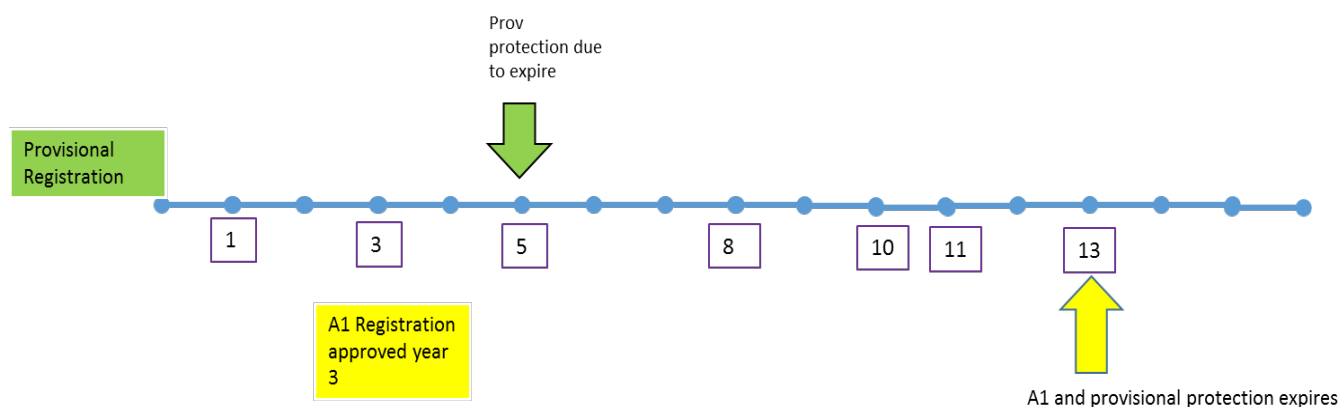 Prov
protection due
to expire
Provisional
Registration
1
3
5
8
10
11
13
A1 Registration
approved year
3
A1 and provisional protection expires